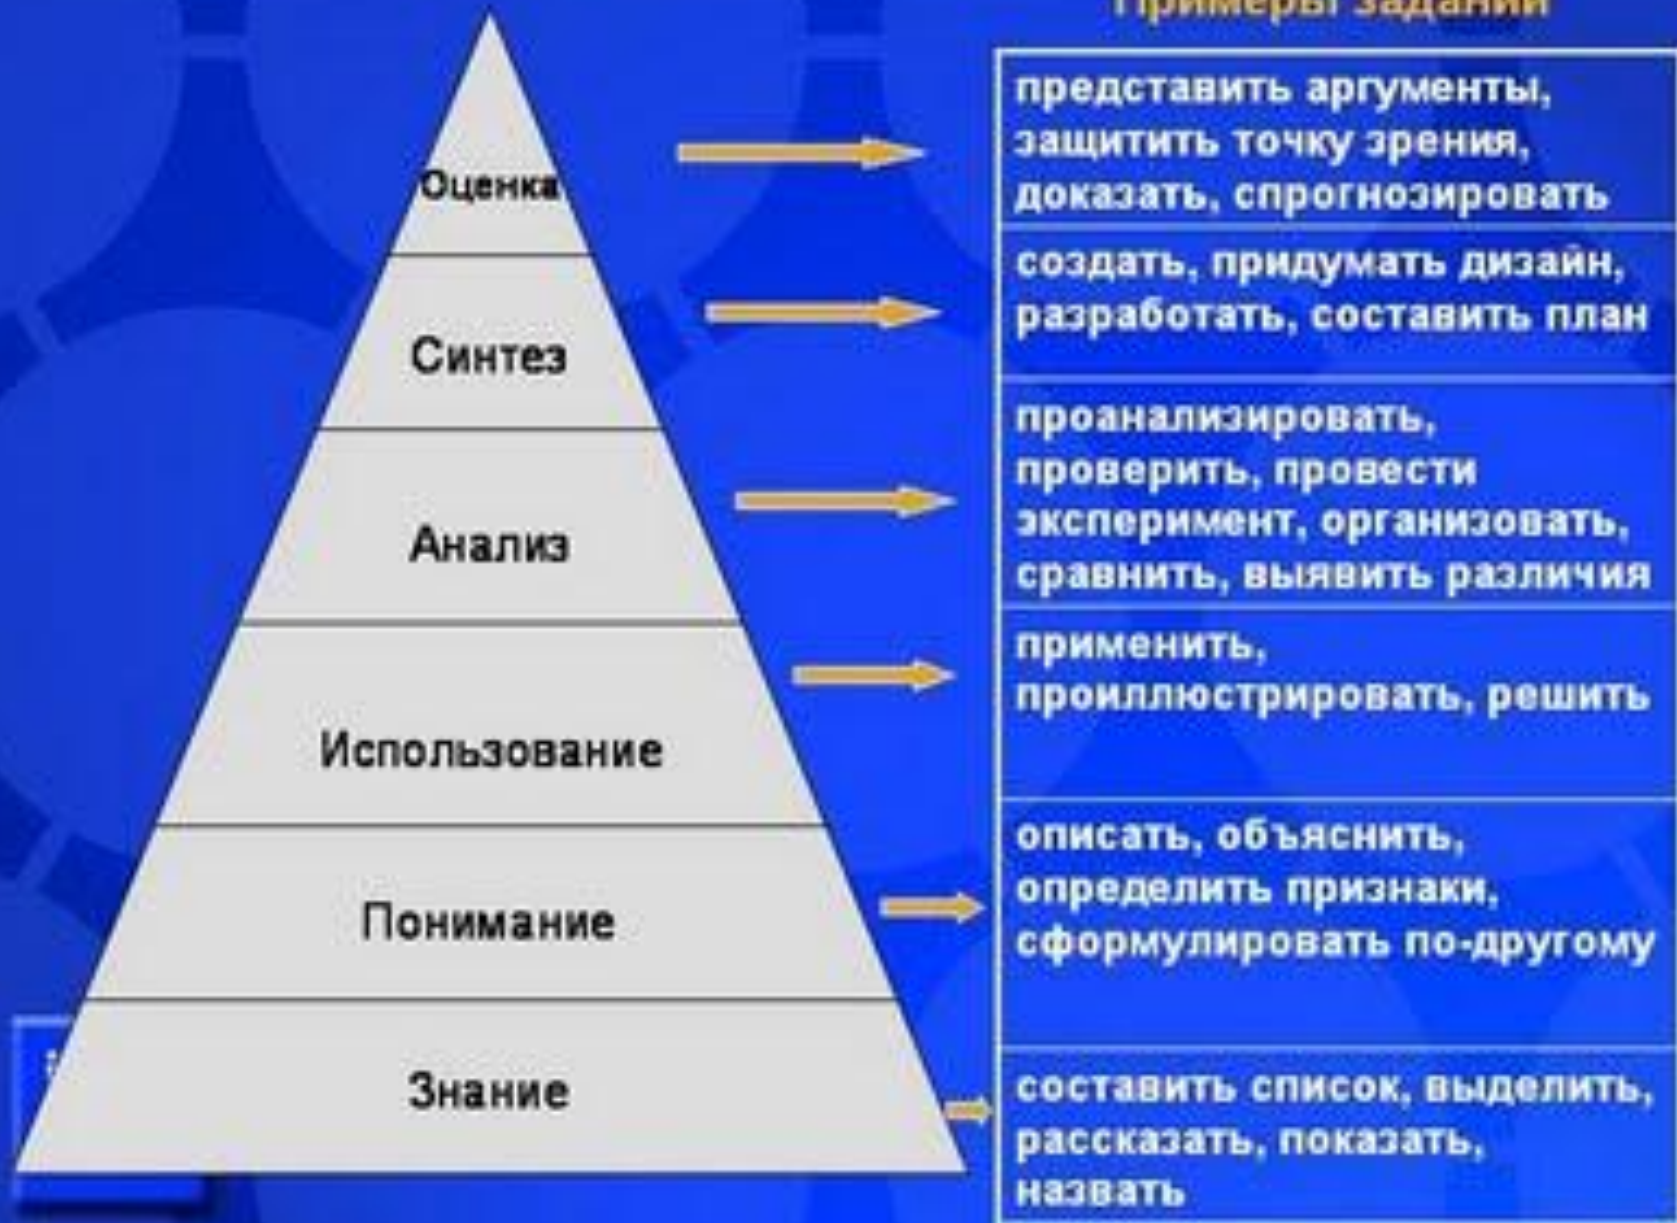 Примеры заданий
Оценка
представить аргументы,
защитить точку зрения,
доказать, спрогнозировать
Синтез
создать, придумать дизайн,
разработать, составить план
Анализ
проанализировать,
проверить, провести
эксперимент, организовать,
сравнить, выявить различия
Использование
применить,
проиллюстрировать, решить
Понимание
описать, объяснить,
определить признаки,
сформулировать по-другому
Знание
составить список, выделить,
рассказать, показать,
назвать